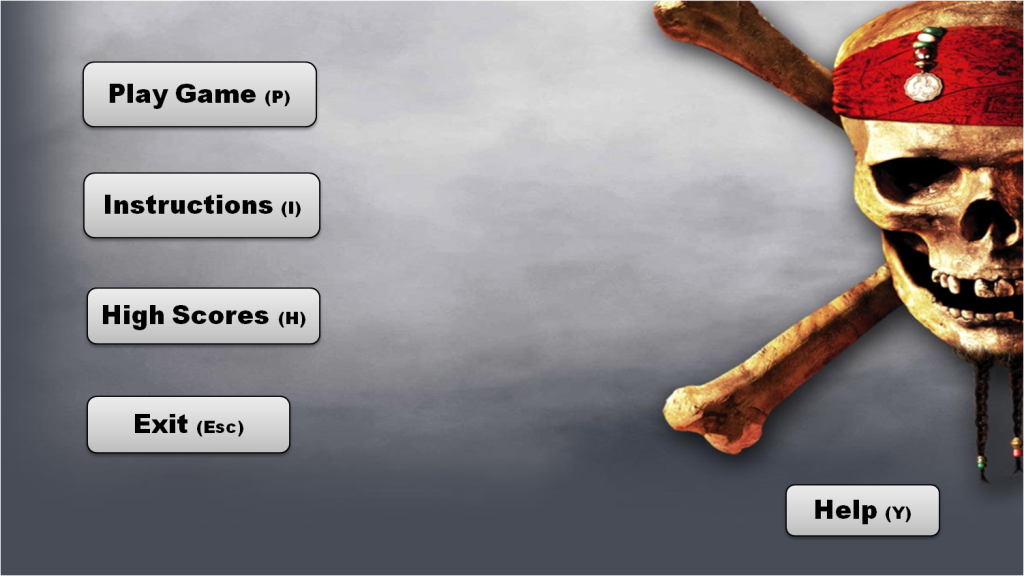 Play Game (P)
Instructions (I)
High Scores (H)
Exit (Esc)
Help (Y)